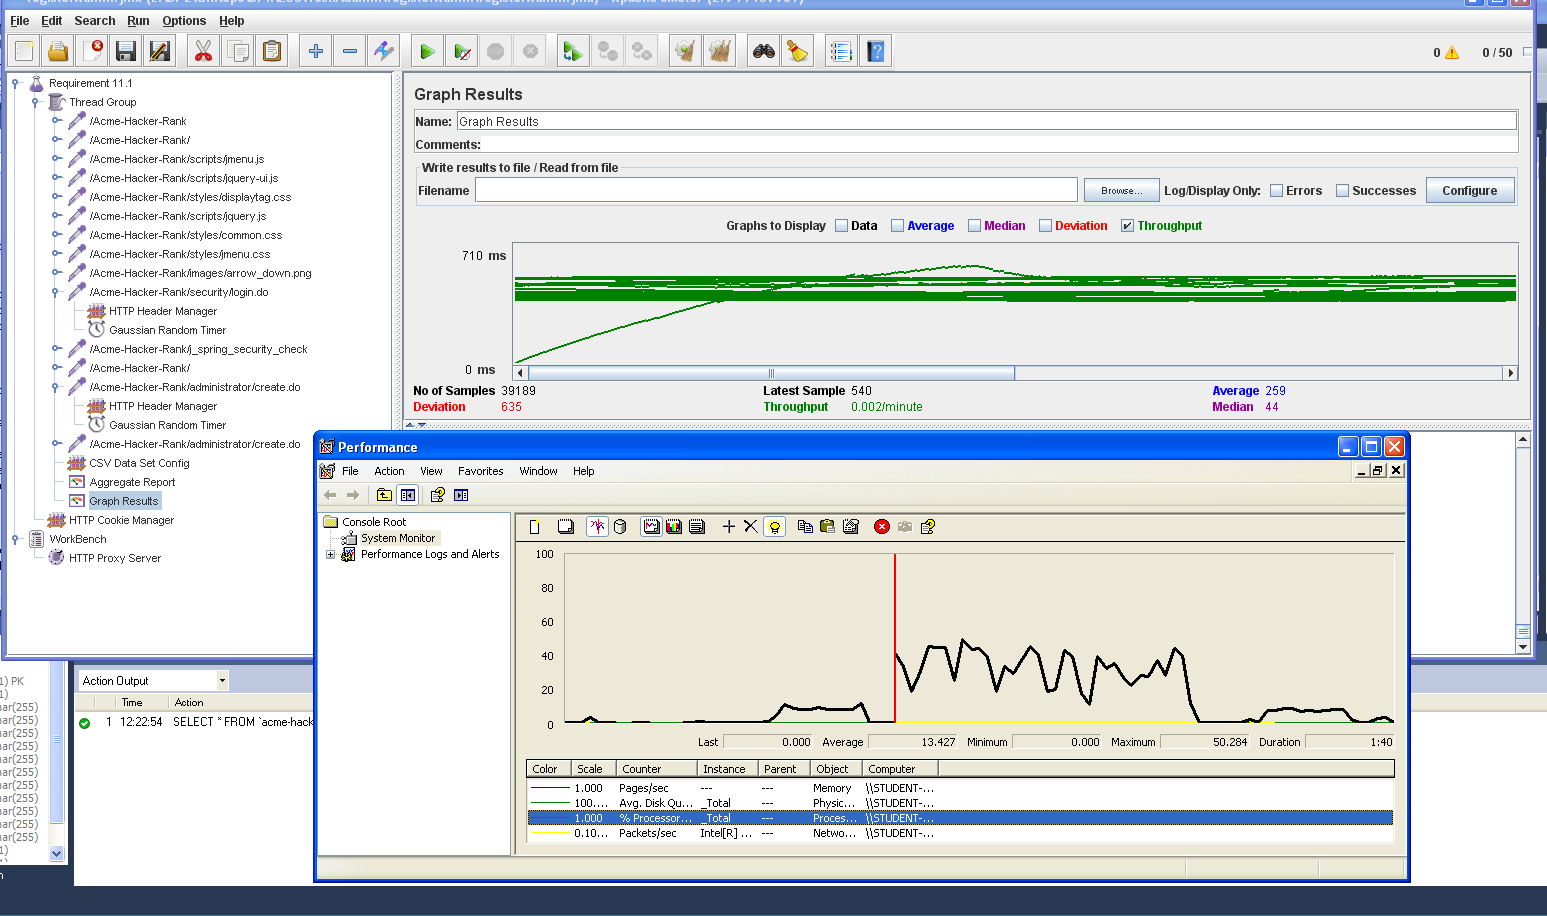 File Edit Search Run Options Help
0 0 / 50
Requirement 11.1
Thread Group
/Acme-Hacker-Rank
/Acme-Hacker-Rank/
/Acme-Hacker-Rank/scripts/jmenu.js
/Acme-Hacker-Rank/scripts/jquery-ui.js
/Acme-Hacker-Rank/styles/displaytag.css
/Acme-Hacker-Rank/scripts/jquery.js
/Acme-Hacker-Rank/styles/common.css
/Acme-Hacker-Rank/styles/jmenu.css
/Acme-Hacker-Rank/images/arrow_down.png
/Acme-Hacker-Rank/security/login.do
HTTP Header Manager
Gaussian Random Timer
/Acme-Hacker-Rank/j_spring_security_check
/Acme-Hacker-Rank/
/Acme-Hacker-Rank/administrator/create.do
HTTP Header Manager
Gaussian Random Timer
/Acme-Hacker-Rank/administrator/create.do
CSV Data Set Config
Aggregate Report
Graph Results
HTTP Cookie Manager
WorkBench
HTTP Proxy Server
Graph Results
Name: Graph Results
Comments:
Write results to file / Read from file
Filename Browse... Log/Display Only: Errors Successes Configure
Graphs to Display Data Average Median Deviation Throughput
710 ms
0 ms
No of Samples 39189 Latest Sample 540 Average 259
Deviation 635 Throughput 0.002/minute Median 44
Performance
File Action View Favorites Window Help
Console Root
System Monitor
Performance Logs and Alerts
100
80
60
40
20
0
Last 0.000 Average 13.427 Minimum 0.000 Maximum 50.284 Duration 1:40
Color Scale Counter Instance Parent Object Computer
1.000 Pages/sec --- --- Memory \\STUDENT-...
100.... Avg. Disk Qu... _Total --- Physic... \\STUDENT-...
1.000 % Processor... _Total --- Proces... \\STUDENT-...
0.10... Packets/sec Intel[R] ... --- Netwo... \\STUDENT-...
Action Output
Time Action
1 12:22:54 SELECT * FROM `acme-hack
1) PK
1)
nar(255)
nar(255)
nar(255)
nar(255)
nar(255)
nar(255)
nar(255)
nar(255)
nar(255)
nar(255)
nar(255)
1)